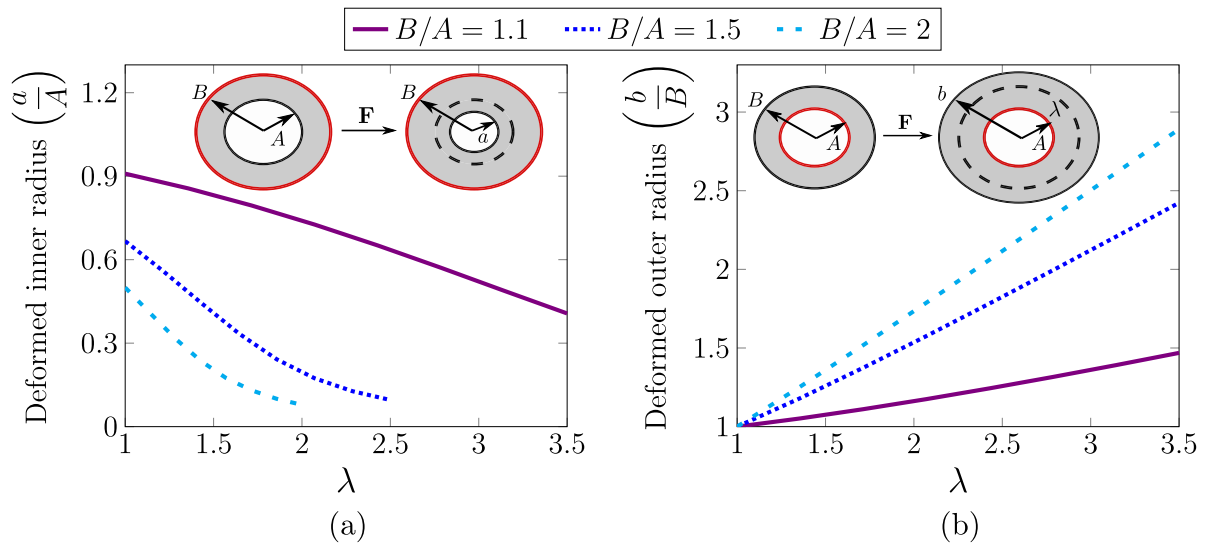 B/A = 1.1 B/A = 1.5 B/A = 2
Deformed inner radius (a/A)
1.2
0.9
0.6
0.3
0
1 1.5 2 2.5 3 3.5
λ
B A F B a
(a)
Deformed outer radius (b/B)
3
2.5
2
1.5
1
1 1.5 2 2.5 3 3.5
λ
B A F b A λ
(b)